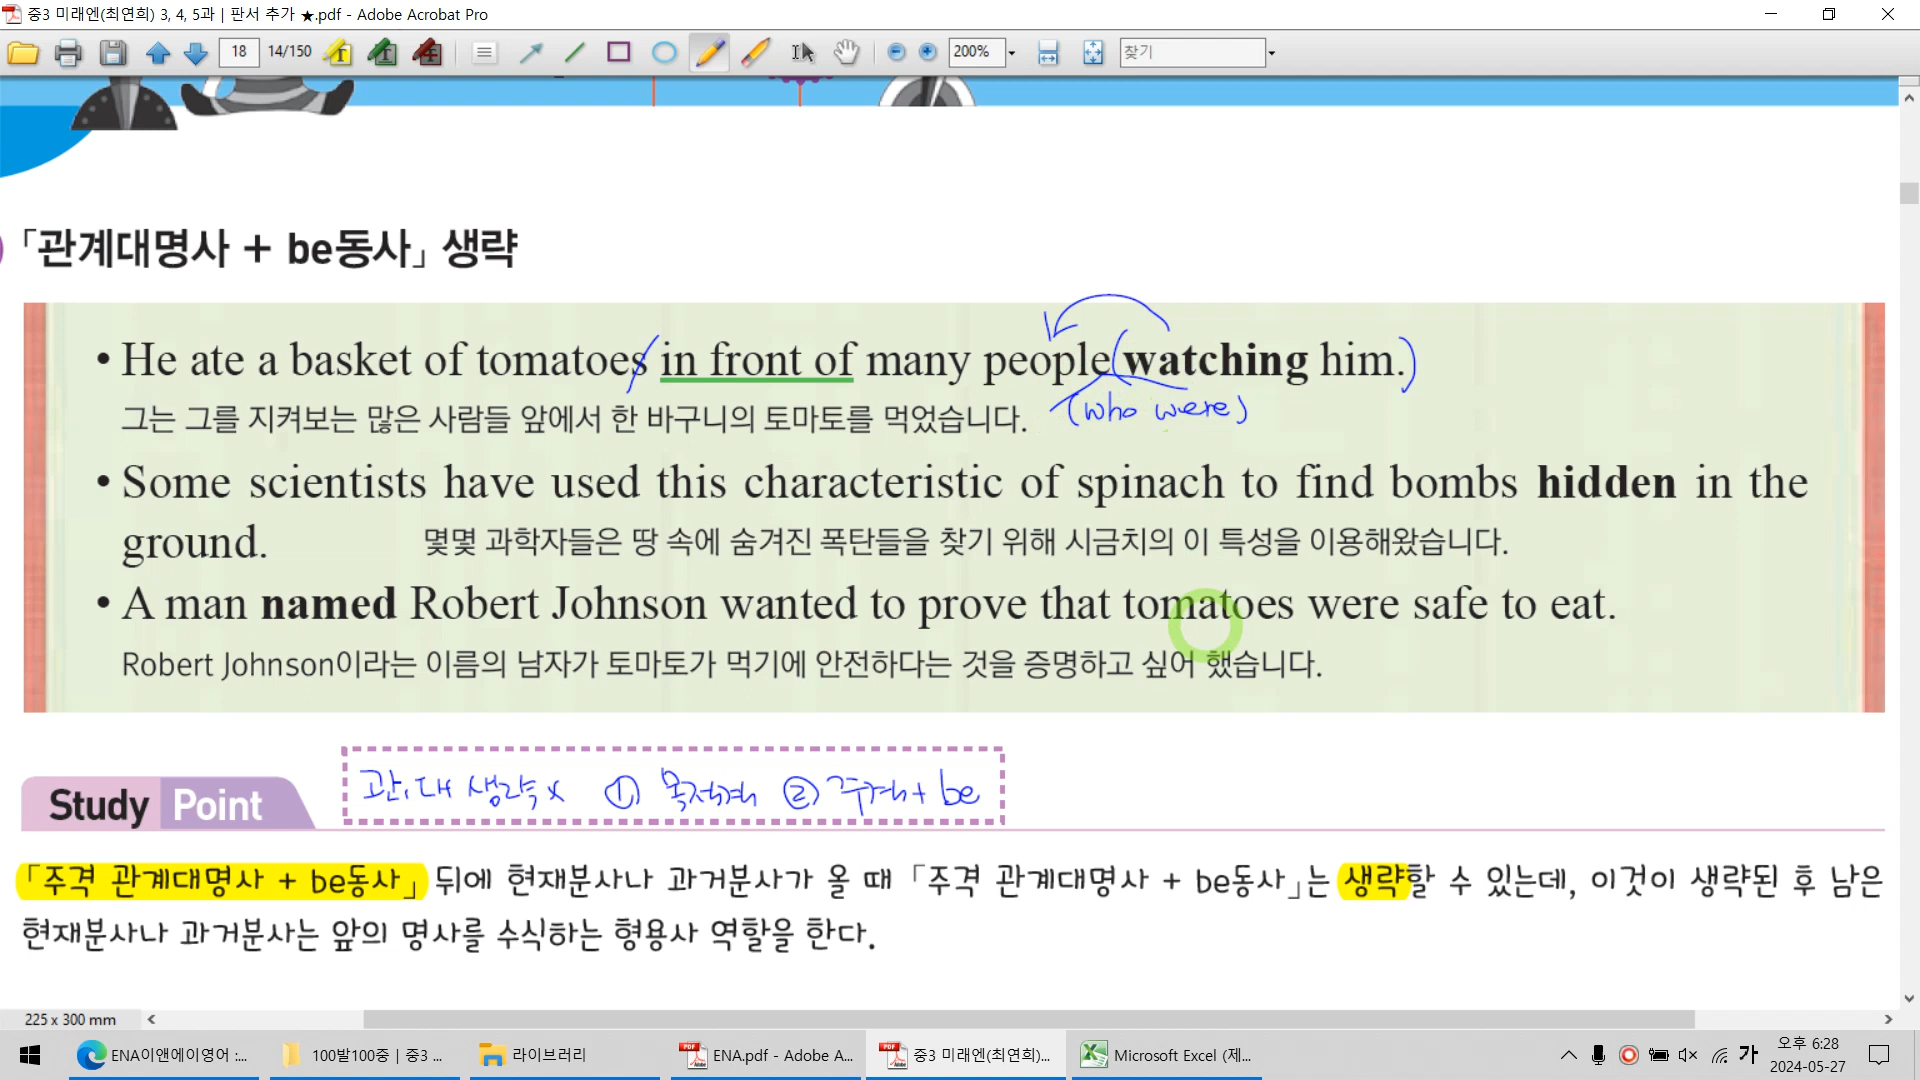 중3 미래엔(최연희) 3, 4, 5과 | 판서 추가 ★.pdf - Adobe Acrobat Pro
18 14/150 200% 찾기
「관계대명사 + be동사」 생략
• He ate a basket of tomatoes in front of many people (watching him.)
그는 그를 지켜보는 많은 사람들 앞에서 한 바구니의 토마토를 먹었습니다. (who were)
• Some scientists have used this characteristic of spinach to find bombs hidden in the
ground. 몇몇 과학자들은 땅 속에 숨겨진 폭탄들을 찾기 위해 시금치의 이 특성을 이용해왔습니다.
• A man named Robert Johnson wanted to prove that tomatoes were safe to eat.
Robert Johnson이라는 이름의 남자가 토마토가 먹기에 안전하다는 것을 증명하고 싶어 했습니다.
관.대 생략 x ① 목적격 ② 주격 + be
Study Point
「주격 관계대명사 + be동사」 뒤에 현재분사나 과거분사가 올 때 「주격 관계대명사 + be동사」는 생략할 수 있는데, 이것이 생략된 후 남은
현재분사나 과거분사는 앞의 명사를 수식하는 형용사 역할을 한다.
225 x 300 mm
ENA이앤에이영어 :... 100발100중 | 중3 ... 라이브러리 ENA.pdf - Adobe A... 중3 미래엔(최연희)... Microsoft Excel (제... 가 오후 6:28
2024-05-27